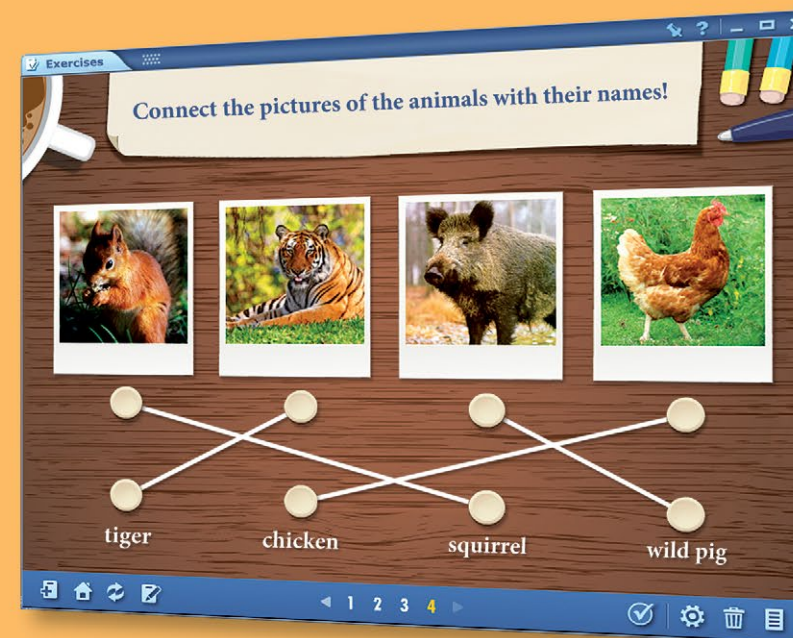 Exercises
?
Connect the pictures of the animals with their names!
tiger chicken squirrel wild pig
1 2 3 4